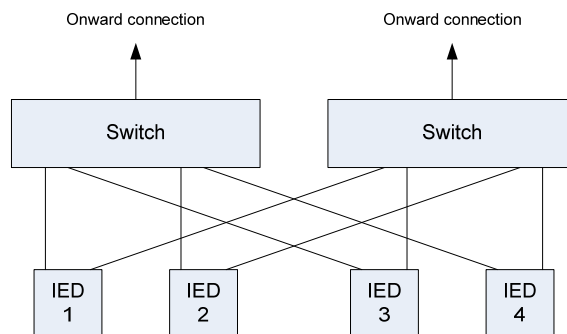 Onward connection
Onward connection
Switch
Switch
IED
1
IED
2
IED
3
IED
4